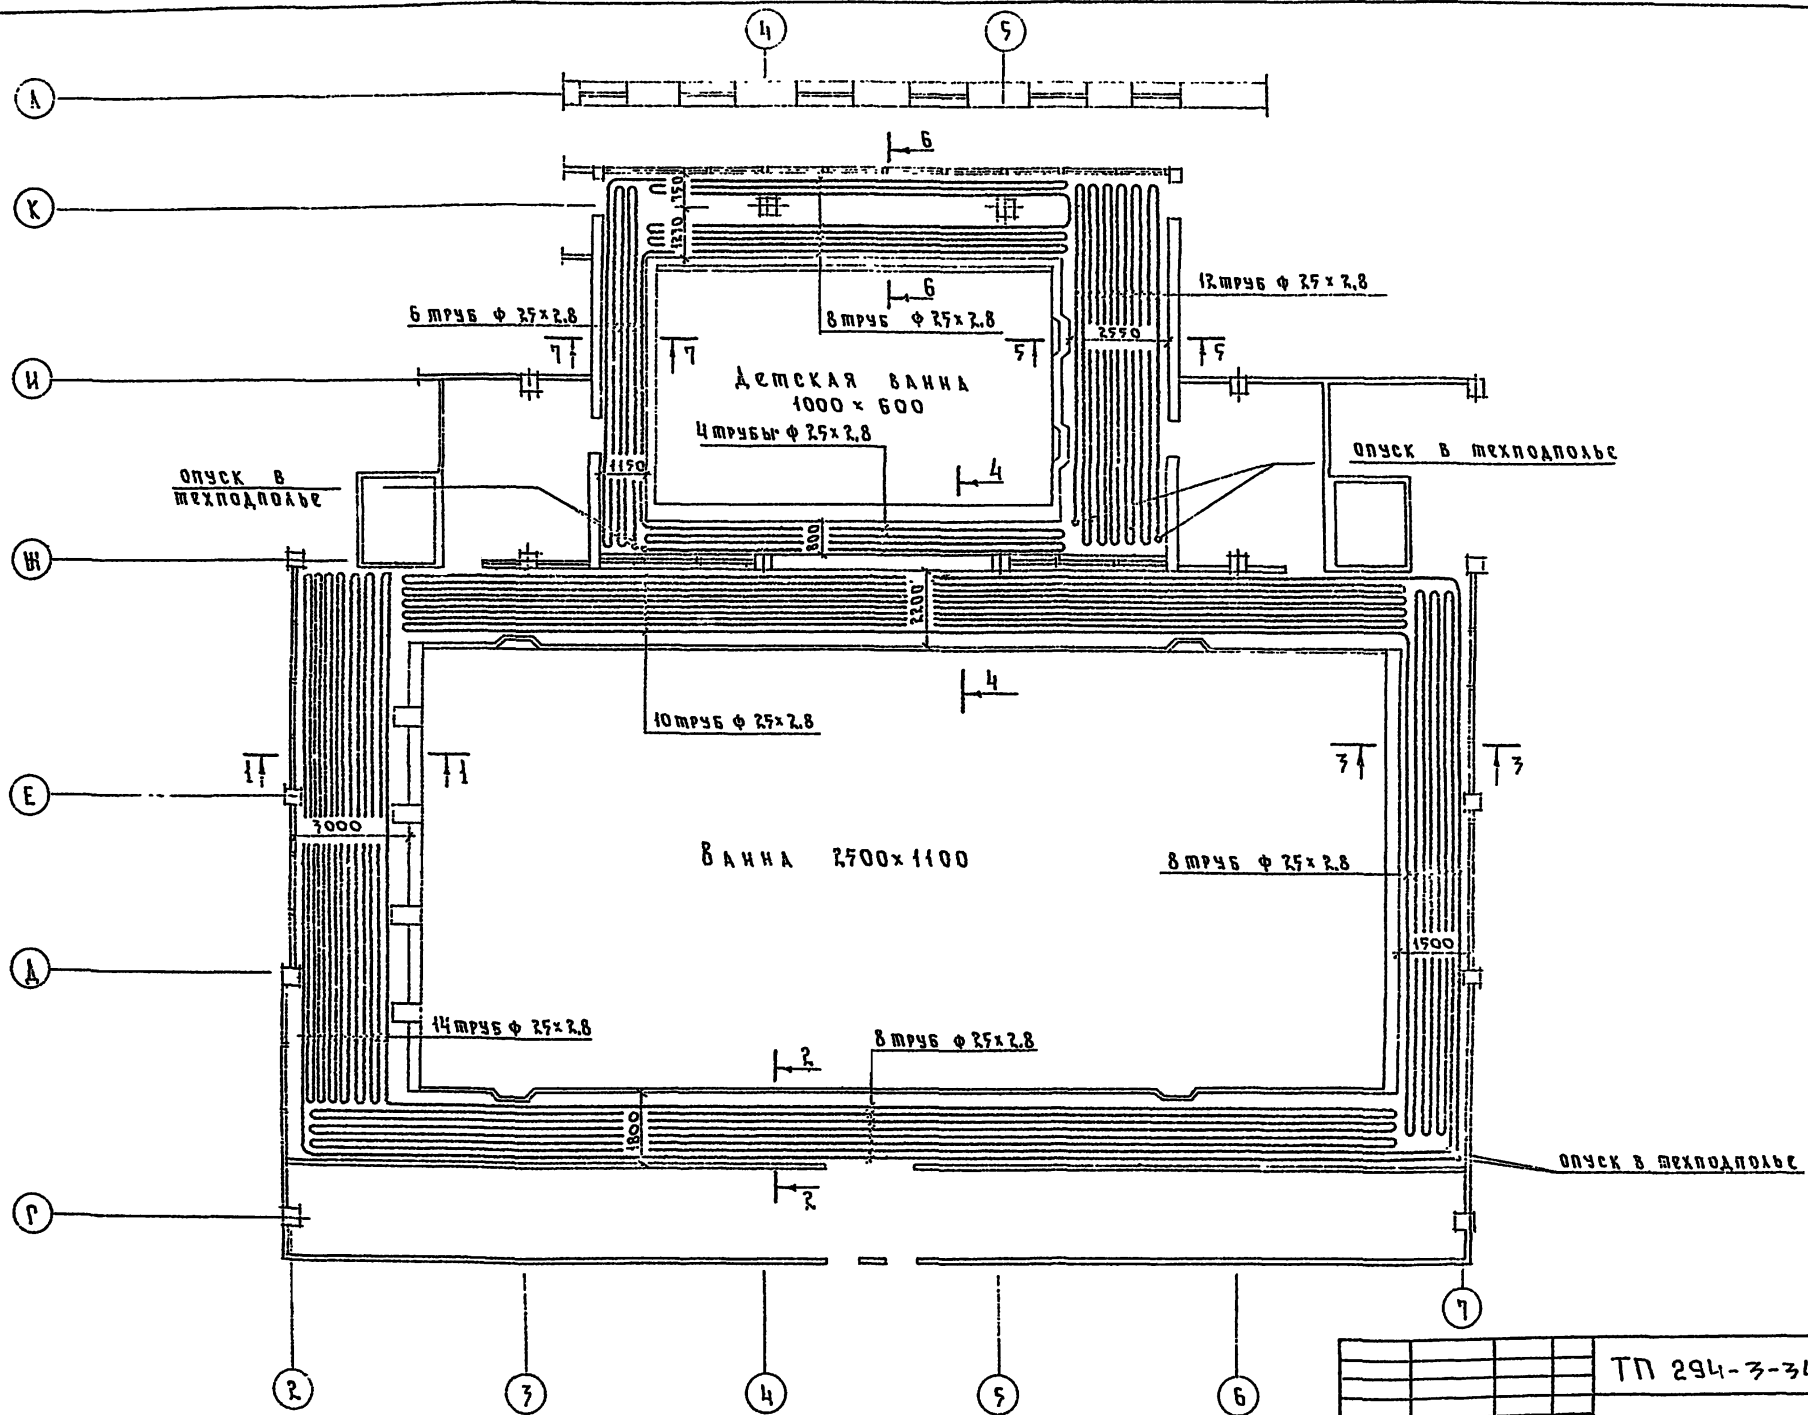 4 5
Л
6
К
750
1270
6
12 труб ф 25×2.8
6 труб ф 25×2.8
8 труб ф 25×2.8
2550
7 7 5 5
И
Детская ванна
1000 × 600
4 трубы ф 25×2.8
1150
4
опуск в техподполье
опуск в
техподполье
800
Ж
2200
4
10 труб ф 25×2.8
1 1 3 3
Е
3000
Ванна 2500×1100
8 труб ф 25×2.8
1500
Д
14 труб ф 25×2.8
8 труб ф 25×2.8
2
1800
опуск в техподполье
2
Г
7
2 3 4 5 6
ТП 294-3-34